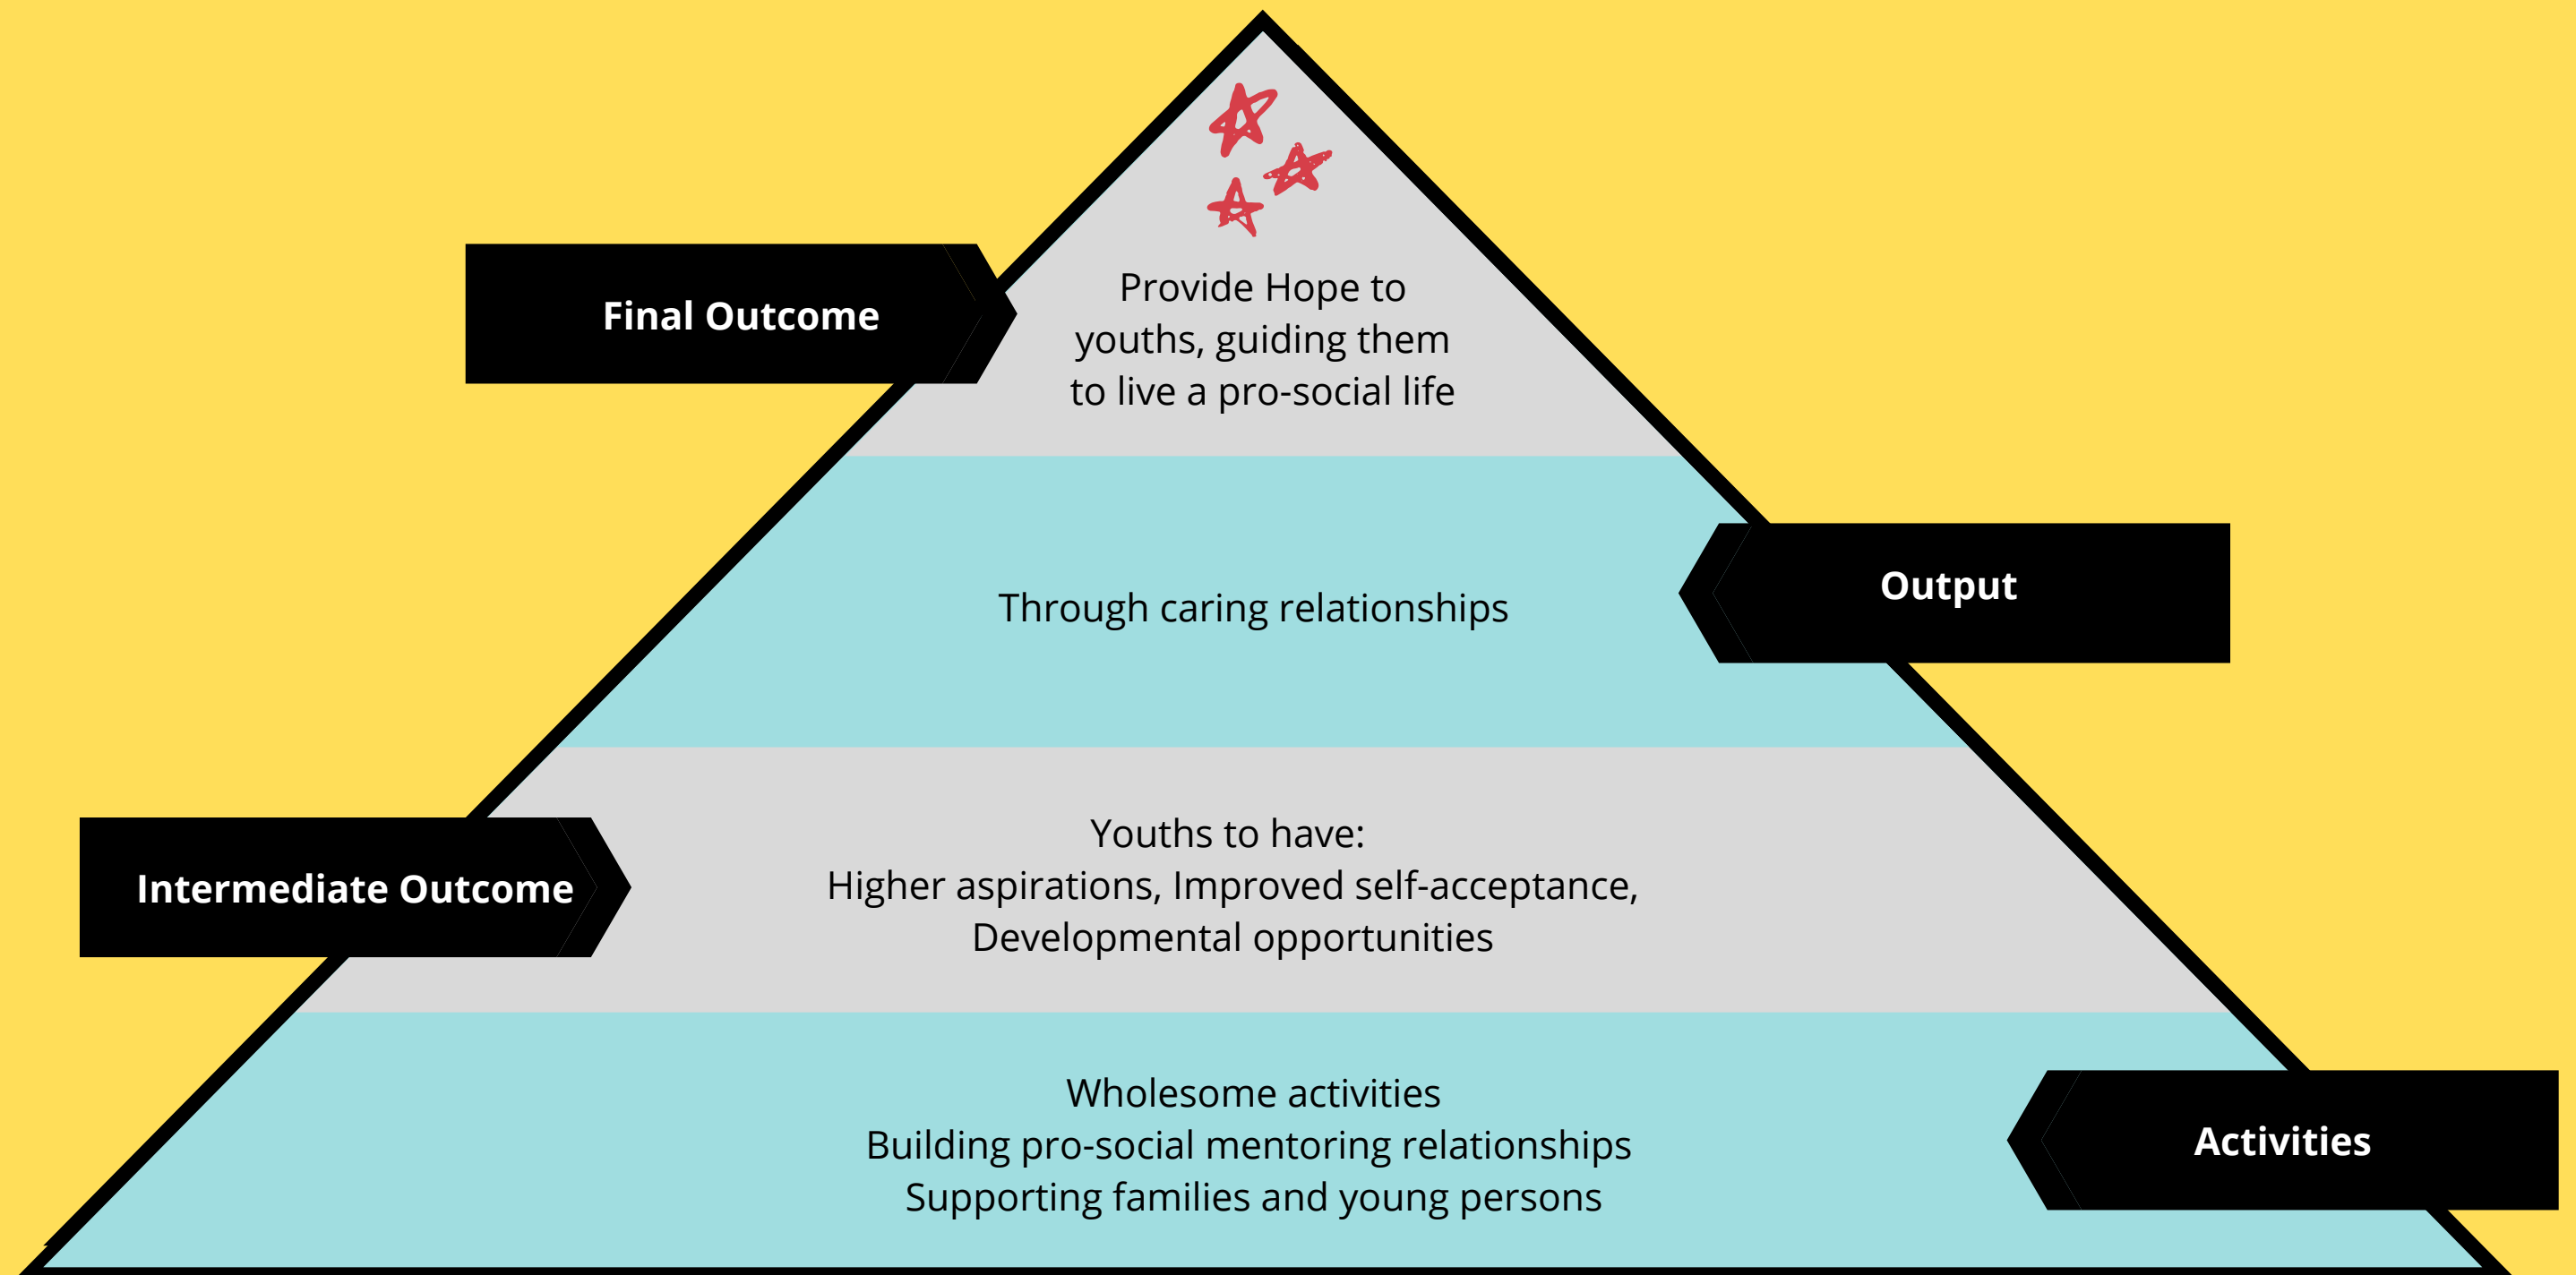 Final Outcome
Provide Hope to
youths, guiding them
to live a pro-social life
Through caring relationships
Output
Intermediate Outcome
Youths to have:
Higher aspirations, Improved self-acceptance,
Developmental opportunities
Wholesome activities
Building pro-social mentoring relationships
Supporting families and young persons
Activities